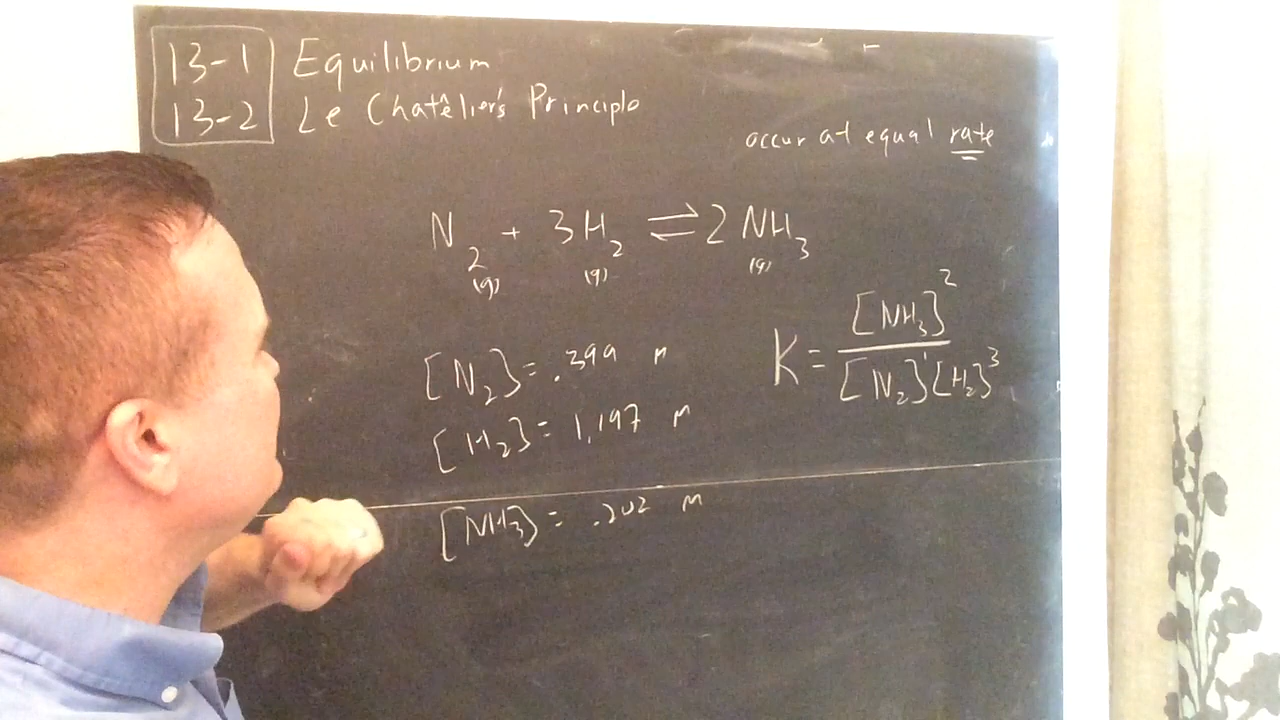 13-1 Equilibrium
13-2 Le Chatêlier's Principle
occur at equal rate
N2(g) + 3H2(g) ⇌ 2NH3(g)
[N2] = .399 M
[H2] = 1.197 M
[NH3] = .202 M
K = [NH3]^2 / [N2]^1[H2]^3